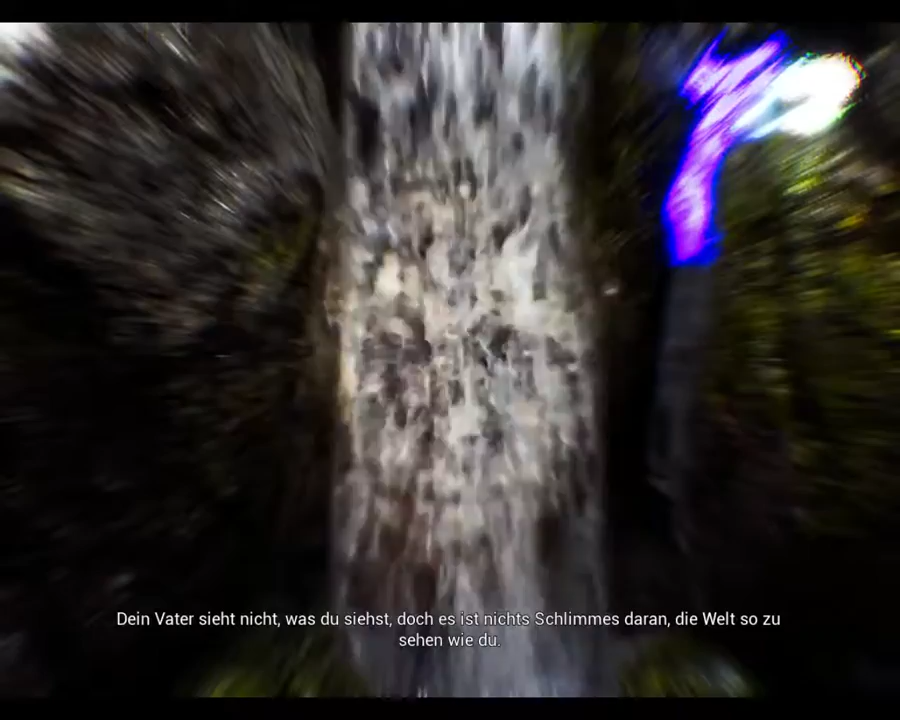 Dein Vater sieht nicht, was du siehst, doch es ist nichts Schlimmes daran, die Welt so zu
sehen wie du.